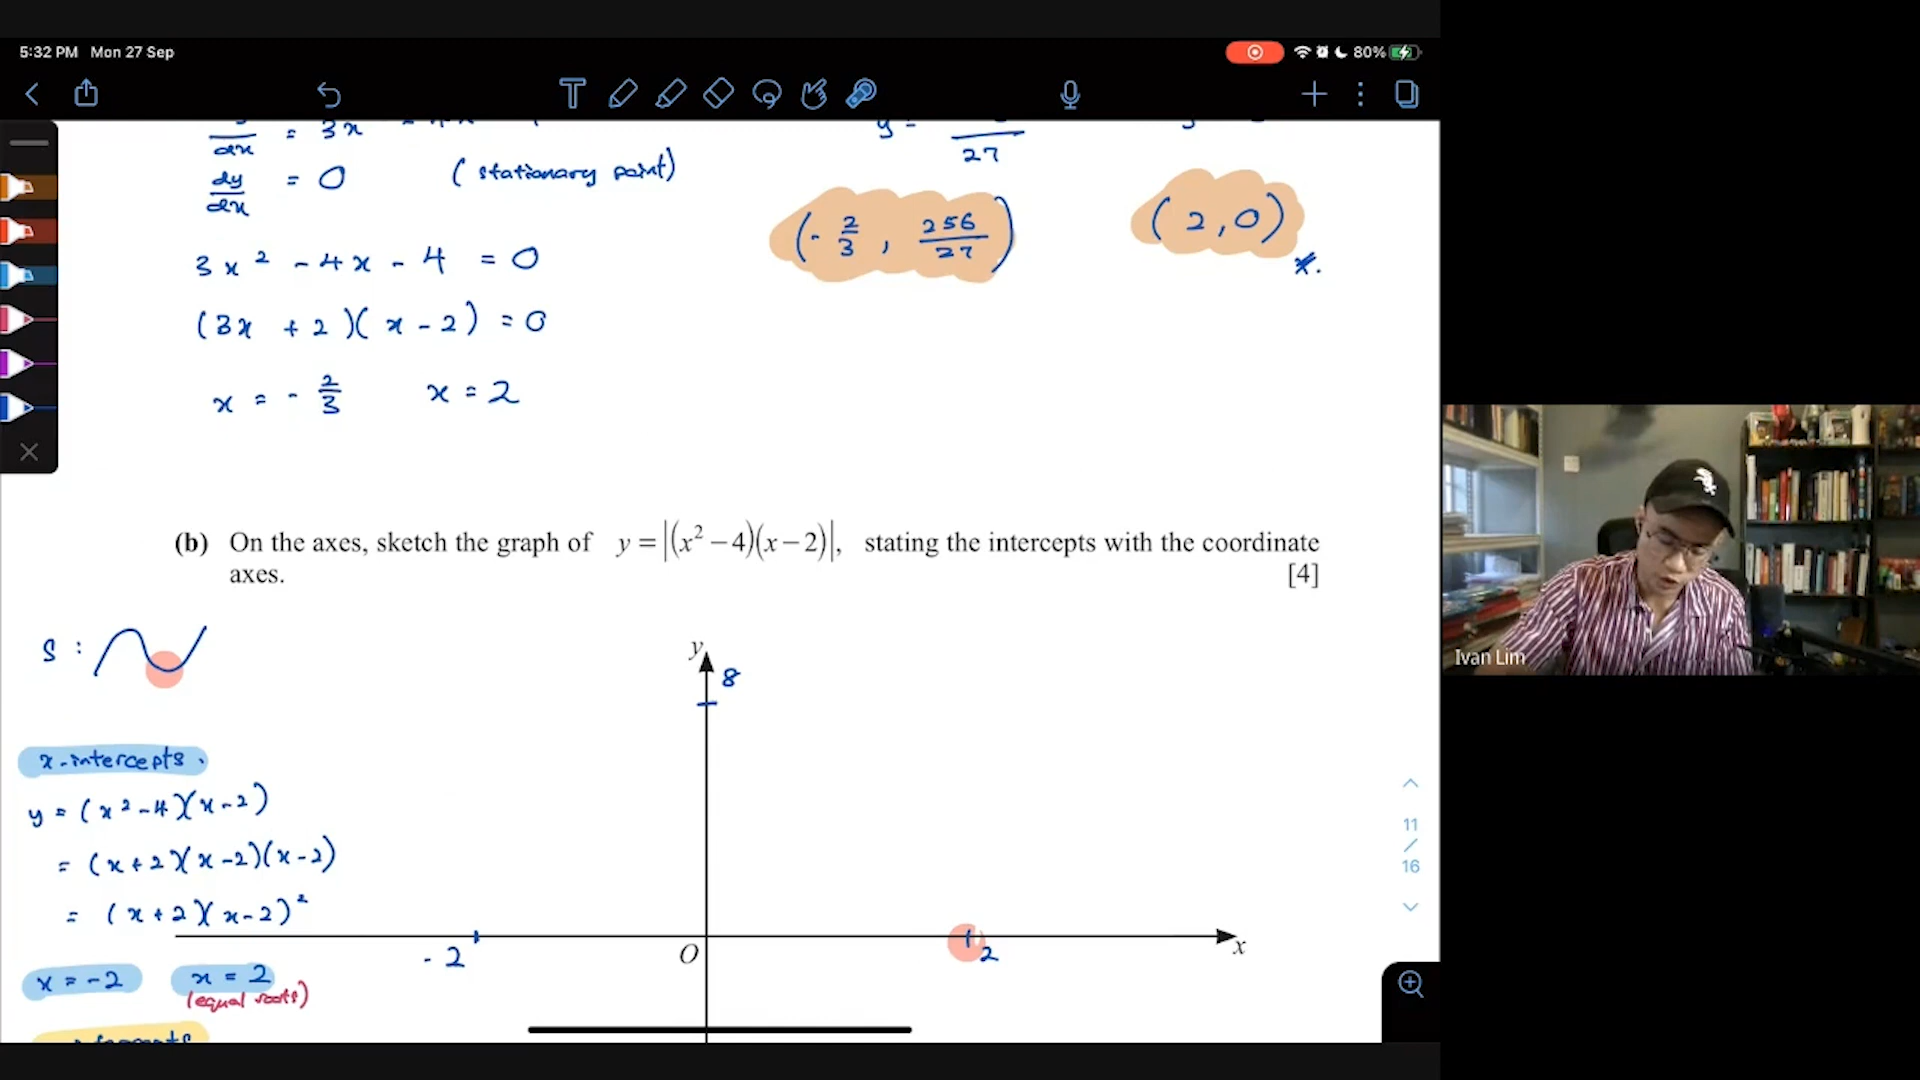 5:32 PM Mon 27 Sep
80%
dx = 3x
y = 27
dy/dx = 0 (stationary point)
(-2/3, 256/27) (2,0)
3x² - 4x - 4 = 0
(3x + 2)(x - 2) = 0
x = -2/3 x = 2
(b) On the axes, sketch the graph of y = |(x² – 4)(x – 2)|, stating the intercepts with the coordinate
axes. [4]
S :
y
8
x-intercepts.
y = (x²-4)(x-2)
= (x+2)(x-2)(x-2)
= (x+2)(x-2)²
-2 O 2 x
x = -2 x = 2
(equal roots)
11
/
16
Ivan Lim